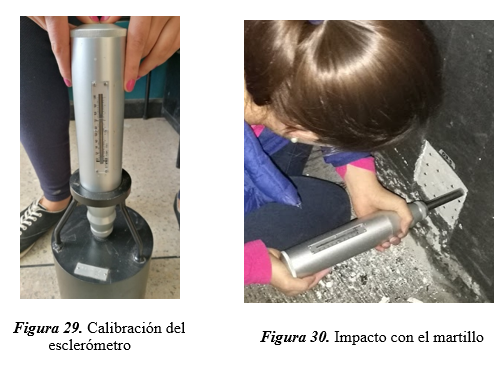 Figura 29. Calibración del
esclerómetro
Figura 30. Impacto con el martillo